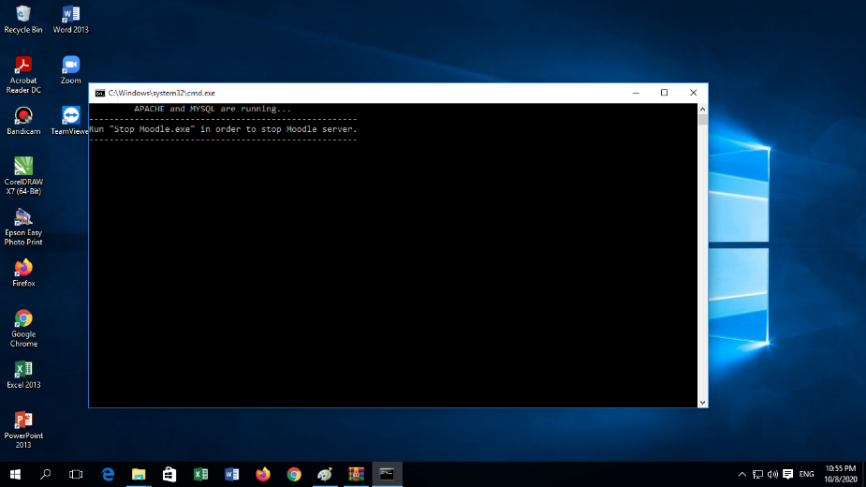 Recycle Bin
Word 2013
Acrobat
Reader DC
Zoom
Bandicam
TeamViewer
CorelDRAW
X7 (64-Bit)
Epson Easy
Photo Print
Firefox
Google
Chrome
Excel 2013
PowerPoint
2013
C:\Windows\system32\cmd.exe
APACHE and MYSQL are running...
-----------------------------------------------
Run "Stop Moodle.exe" in order to stop Moodle server.
-----------------------------------------------
ENG
10:55 PM
10/8/2020